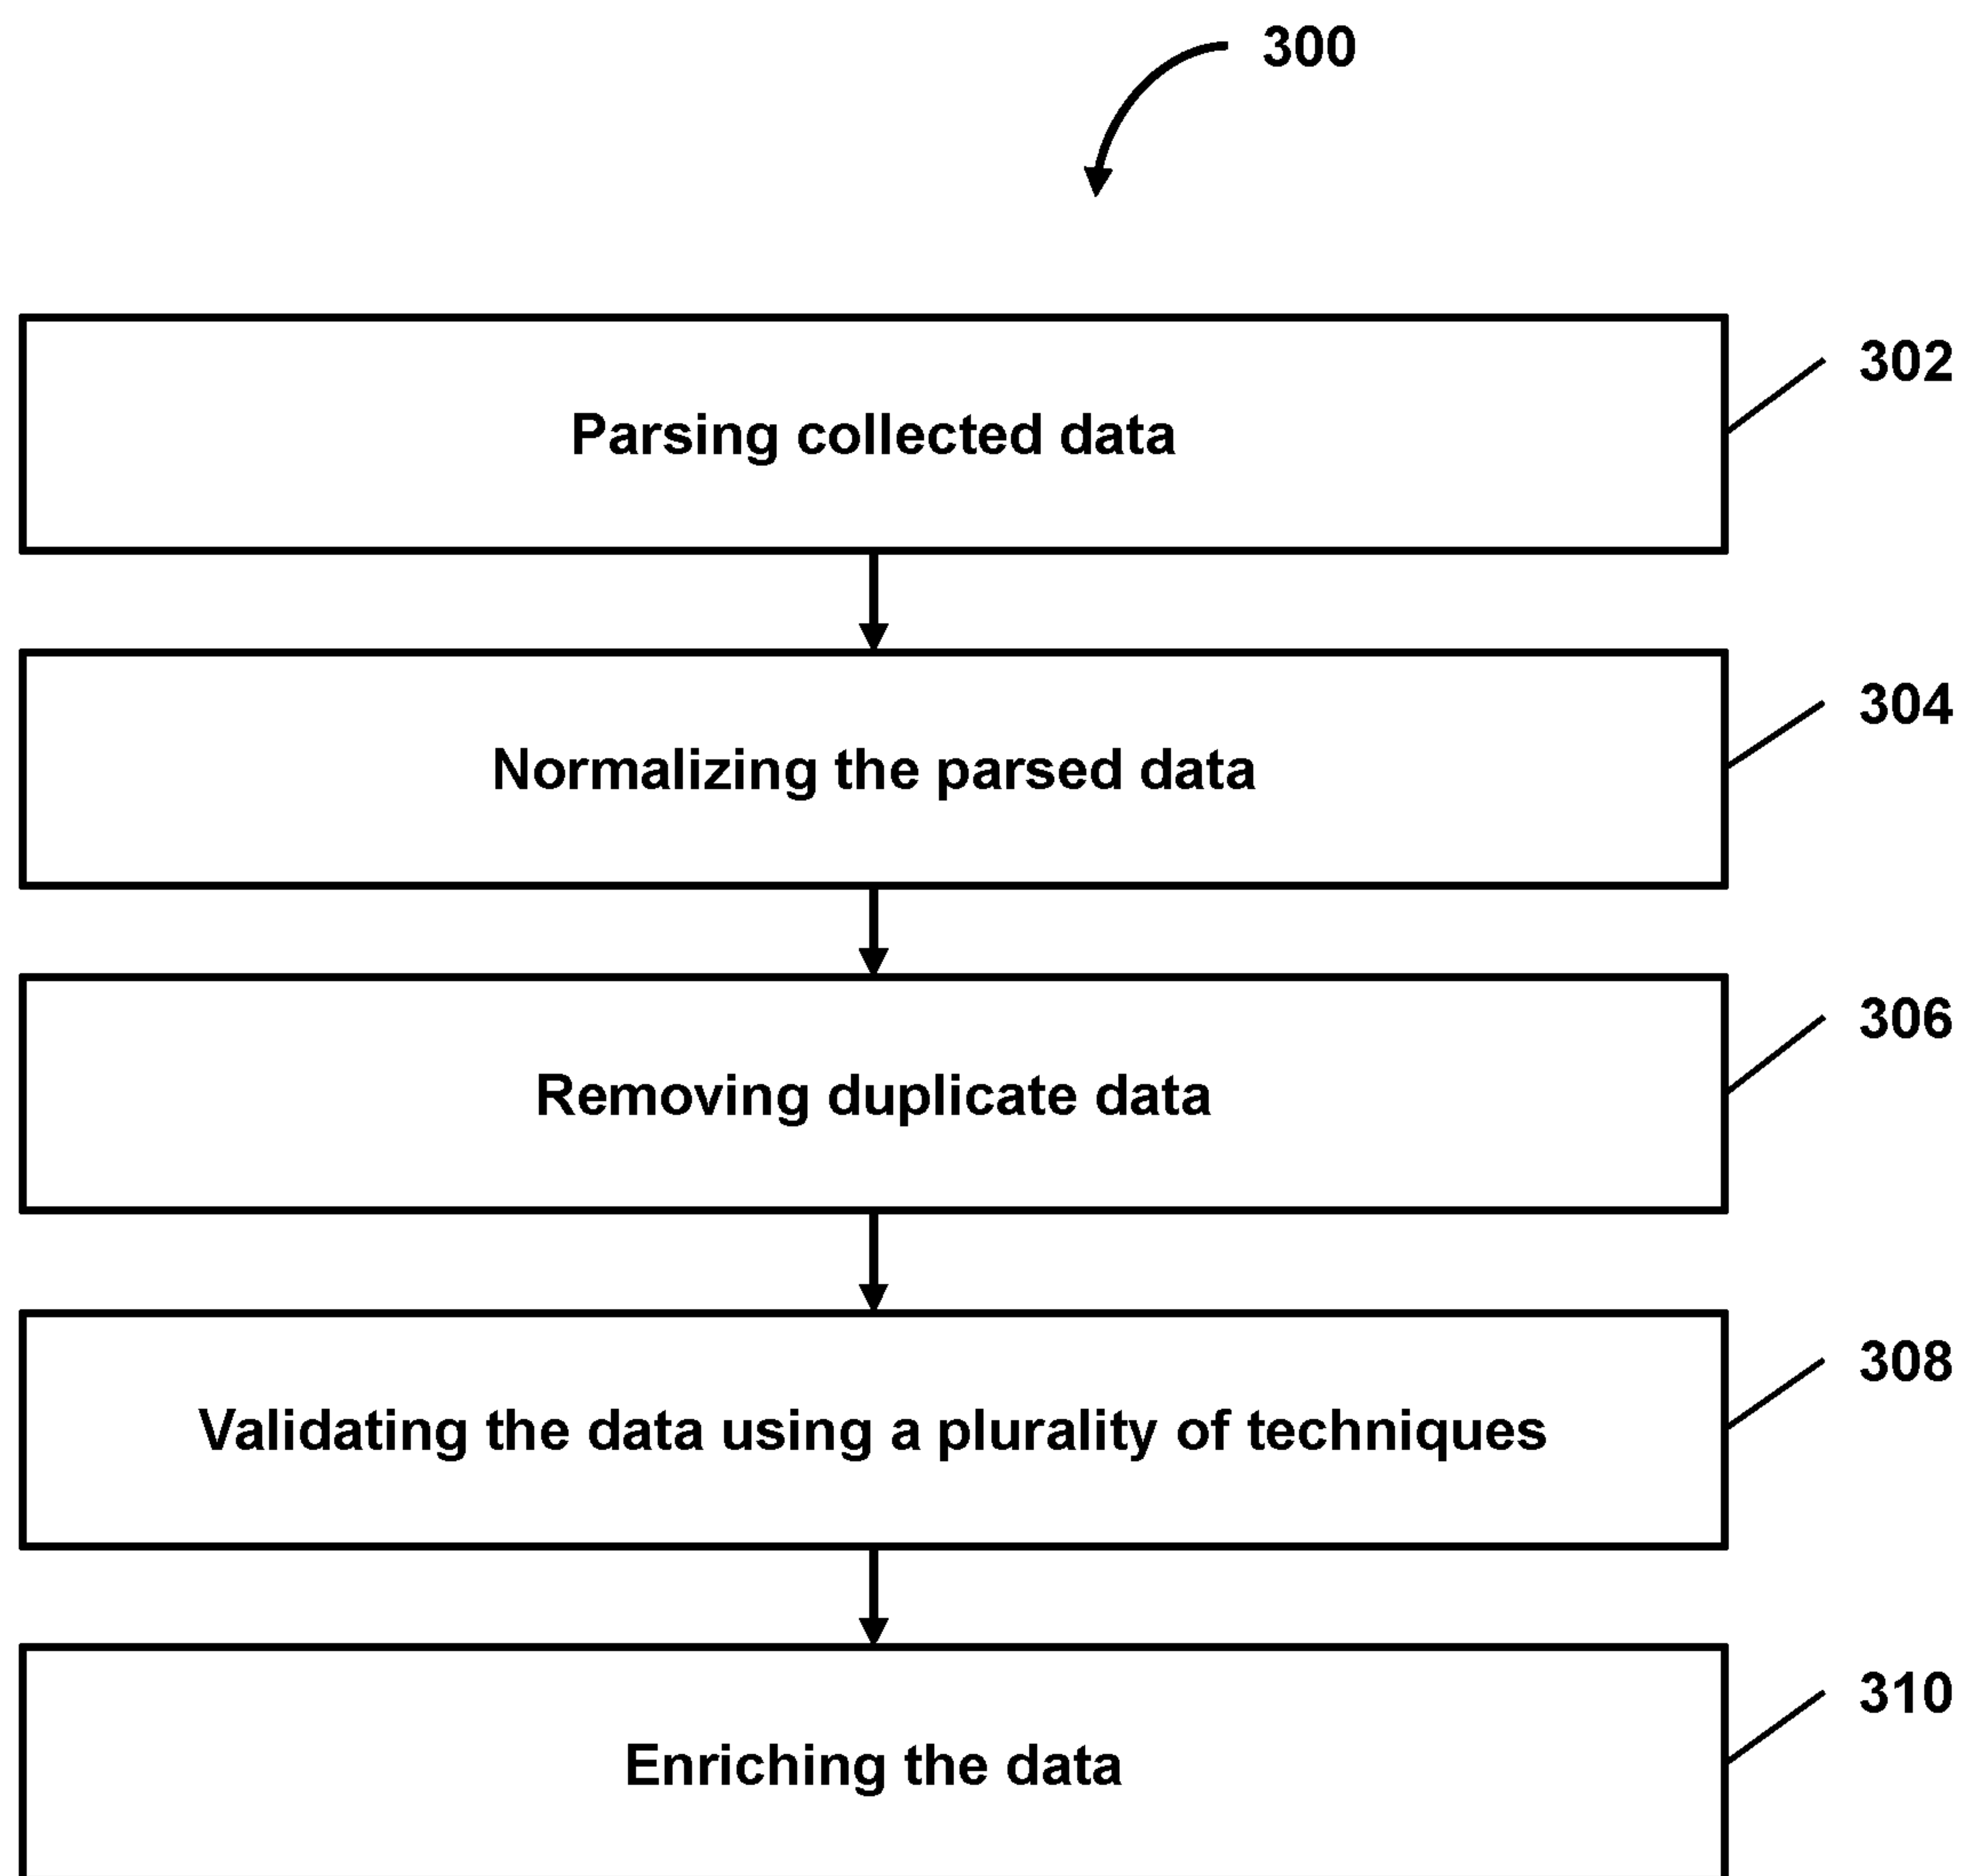 300
302
Parsing collected data
304
Normalizing the parsed data
306
Removing duplicate data
308
Validating the data using a plurality of techniques
310
Enriching the data